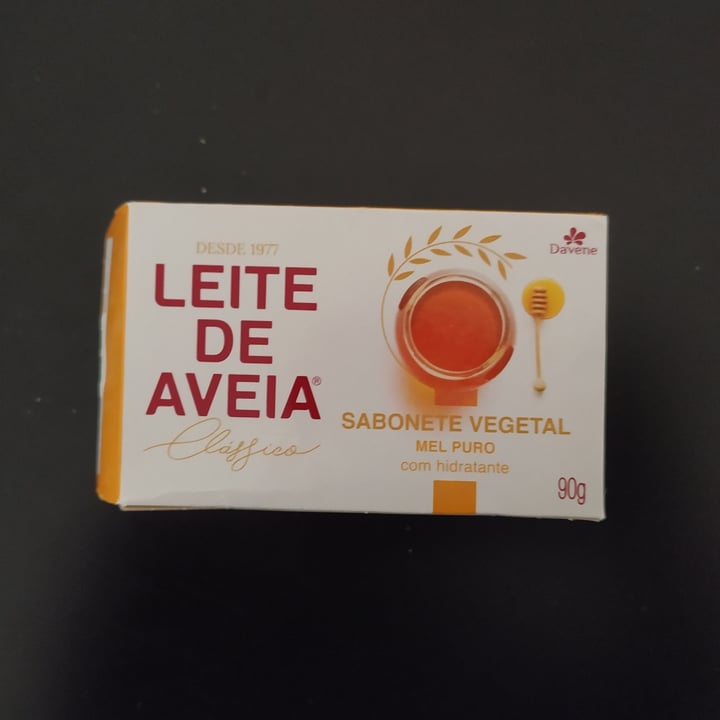 DESDE 1977
LEITE
DE
AVEIA®
Clássico
Davene
SABONETE VEGETAL
MEL PURO
com hidratante
90g